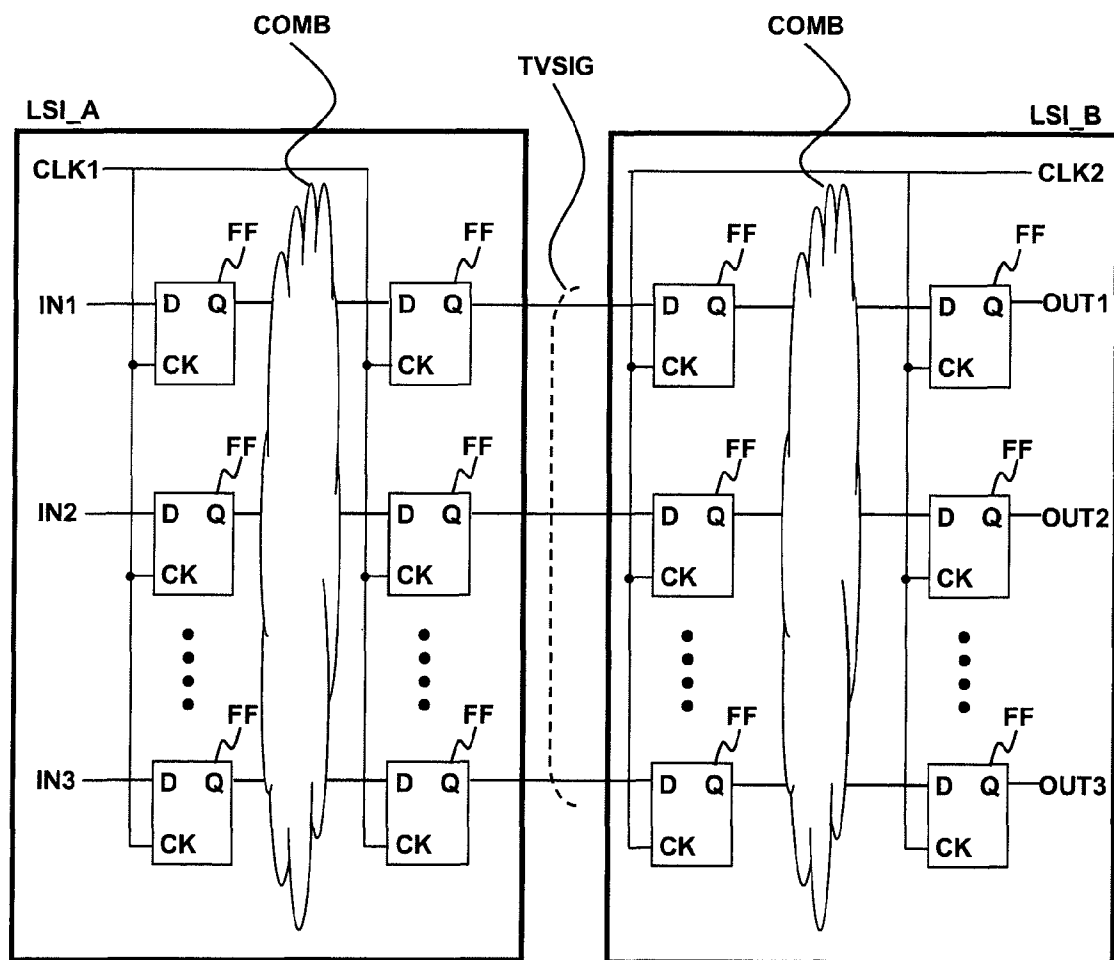 COMB
COMB
TVSIG
LSI_A
LSI_B
CLK1
CLK2
FF
FF
FF
FF
IN1
D Q
D Q
D Q
D Q
OUT1
CK
CK
CK
CK
FF
FF
FF
FF
IN2
D Q
D Q
D Q
D Q
OUT2
CK
CK
CK
CK
FF
FF
FF
FF
IN3
D Q
D Q
D Q
D Q
OUT3
CK
CK
CK
CK